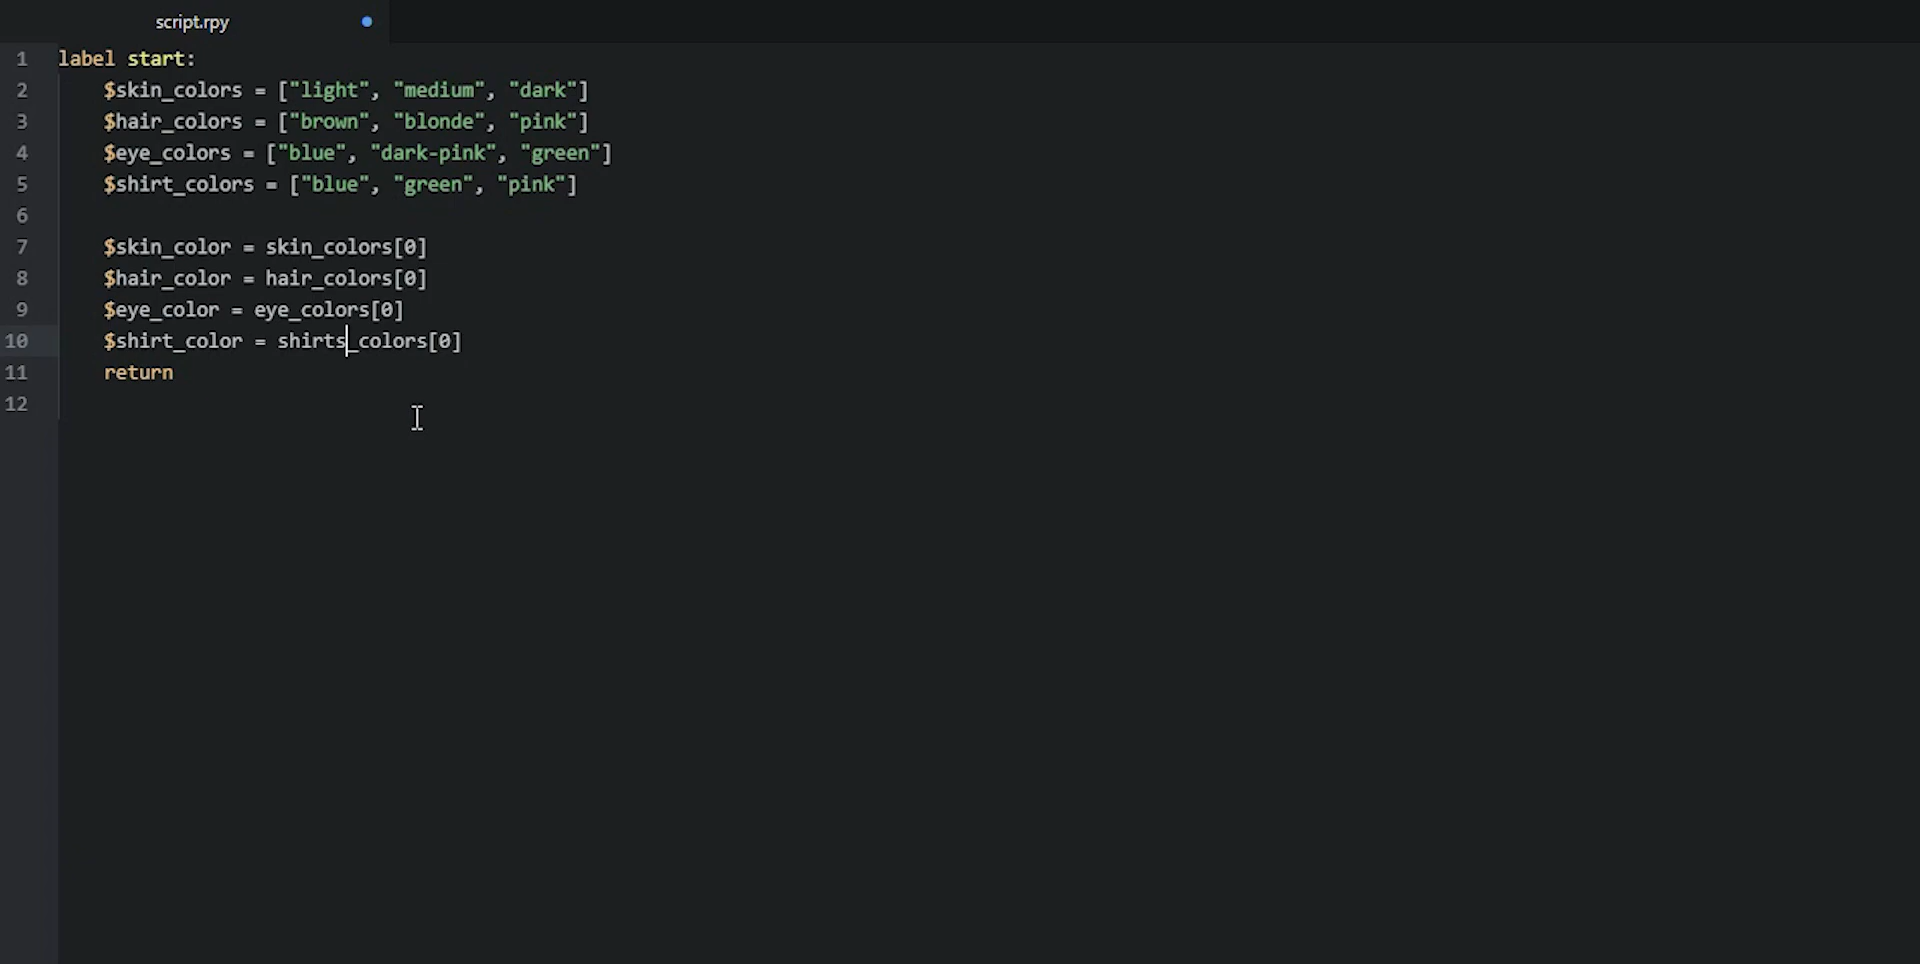 script.rpy
1 label start:
2 $skin_colors = ["light", "medium", "dark"]
3 $hair_colors = ["brown", "blonde", "pink"]
4 $eye_colors = ["blue", "dark-pink", "green"]
5 $shirt_colors = ["blue", "green", "pink"]
6
7 $skin_color = skin_colors[0]
8 $hair_color = hair_colors[0]
9 $eye_color = eye_colors[0]
10 $shirt_color = shirts_colors[0]
11 return
12